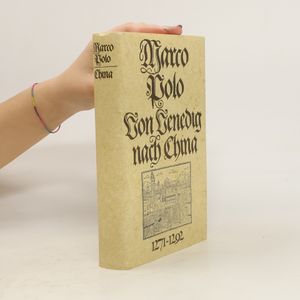 Marco
Polo
China
Marco
Polo
Von Venedig
nach China
1271-1292